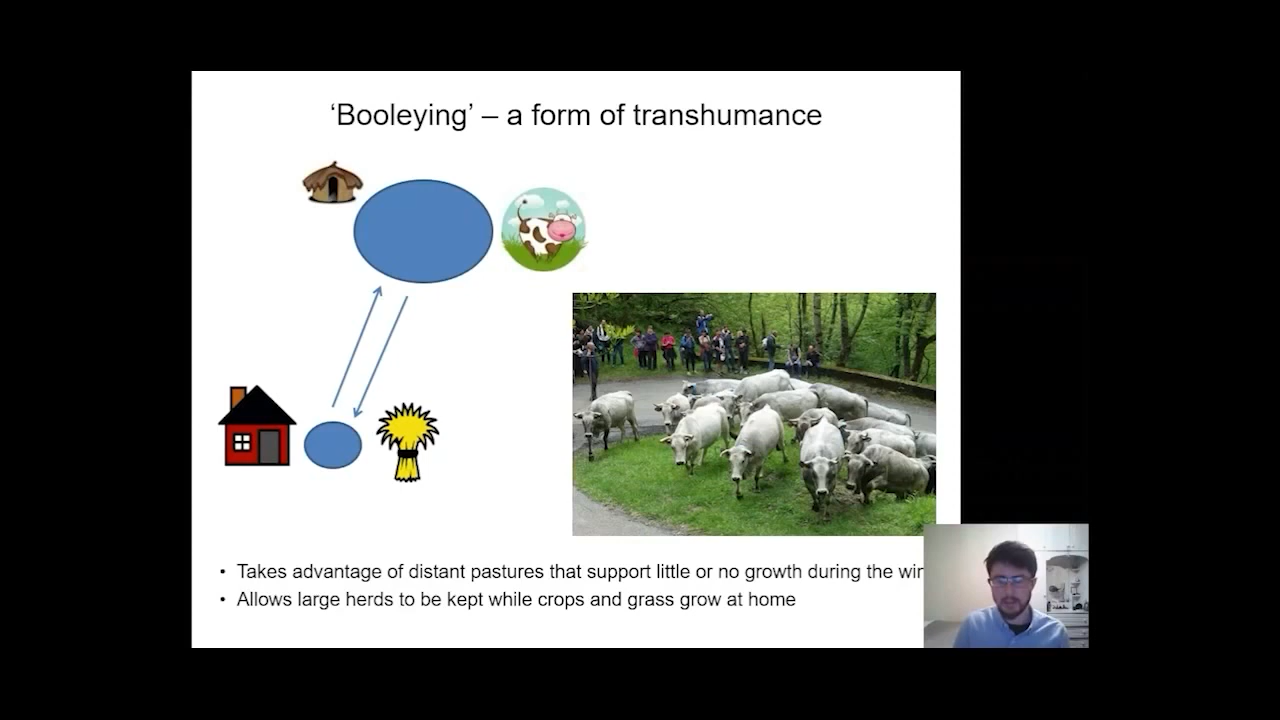 ‘Booleying’ – a form of transhumance
• Takes advantage of distant pastures that support little or no growth during the
• Allows large herds to be kept while crops and grass grow at home